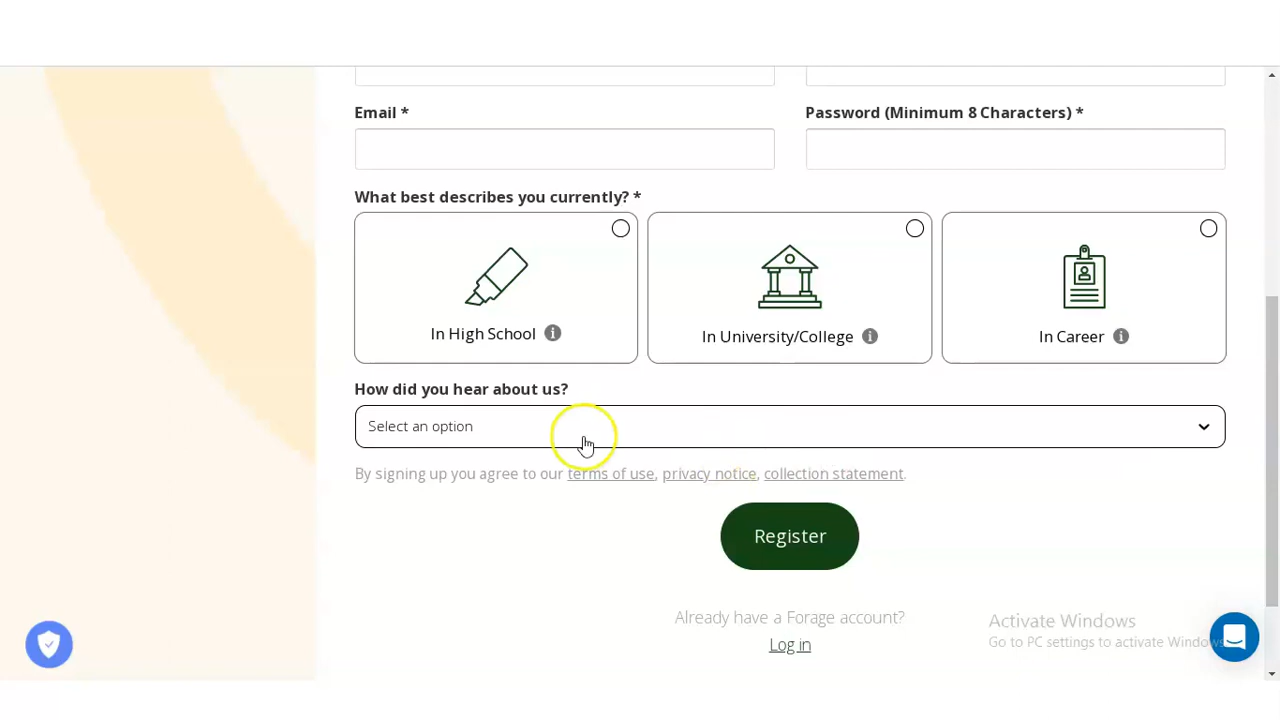 Email *
Password (Minimum 8 Characters) *
What best describes you currently? *
In High School
In University/College
In Career
How did you hear about us?
Select an option
By signing up you agree to our terms of use, privacy notice, collection statement.
Register
Already have a Forage account?
Log in
Activate Windows
Go to PC settings to activate Windows